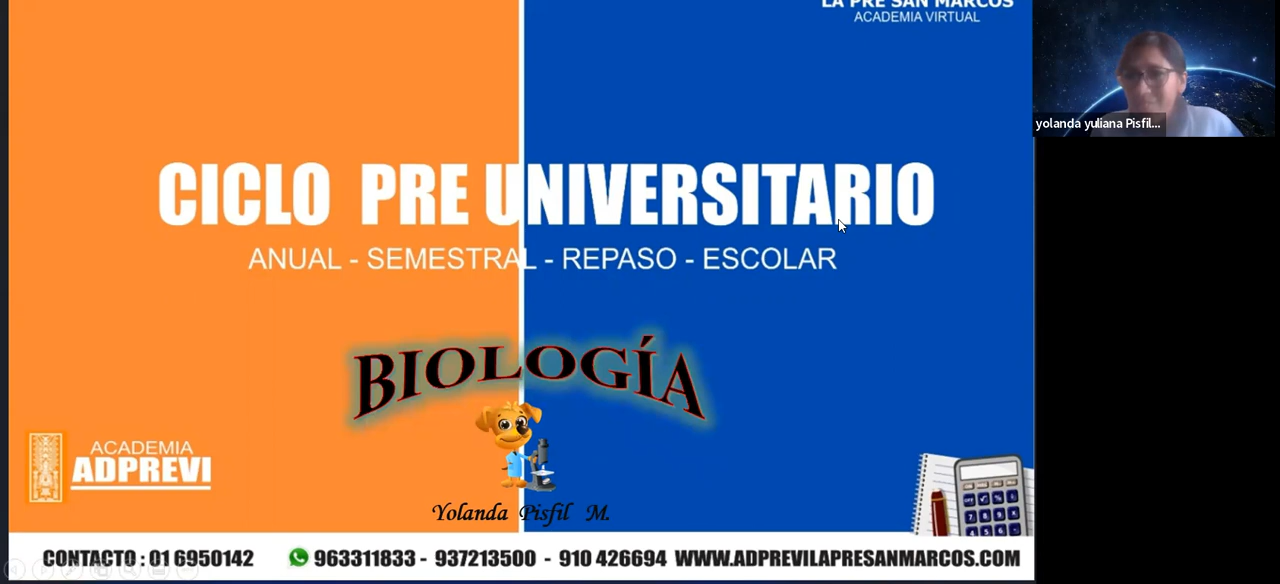 LA PRE SAN MARCOS
ACADEMIA VIRTUAL
yolanda yuliana Pisfil...
CICLO PRE UNIVERSITARIO
ANUAL - SEMESTRAL - REPASO - ESCOLAR
BIOLOGÍA
ACADEMIA
ADPREVI
Yolanda Pisfil M.
CONTACTO : 01 6950142 963311833 - 937213500 - 910 426694 WWW.ADPREVILAPRESANMARCOS.COM